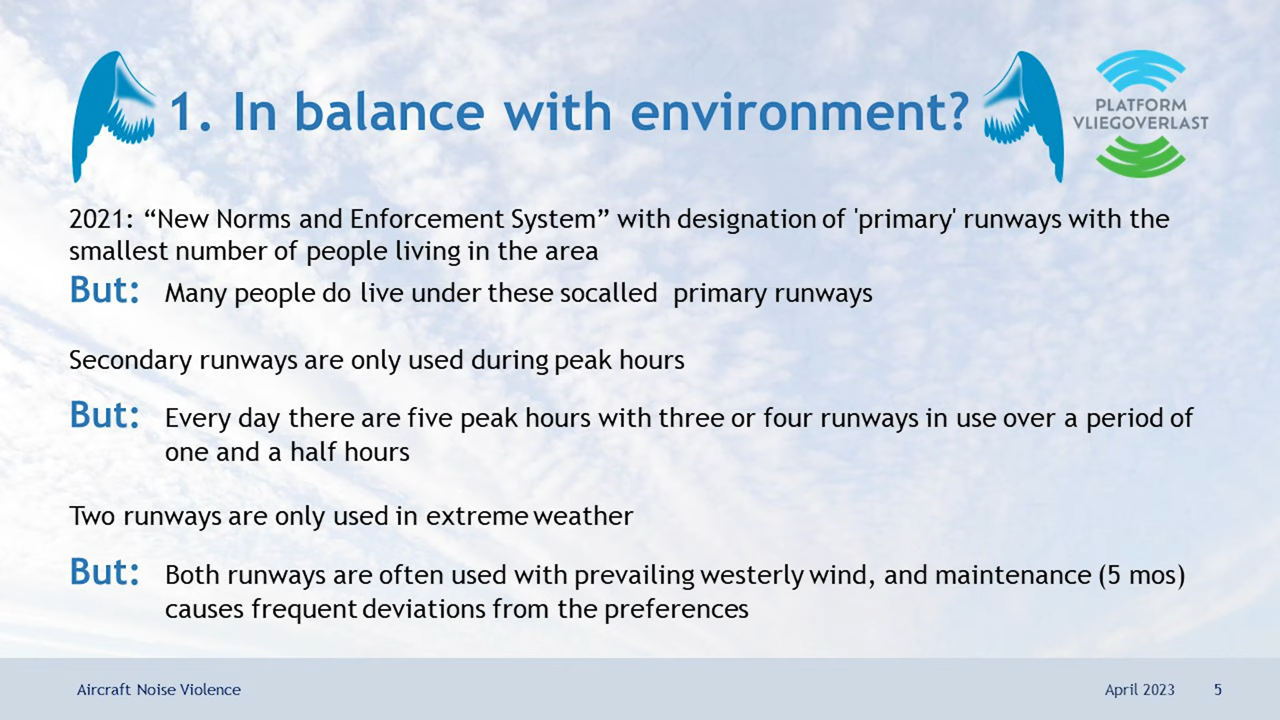 1. In balance with environment?
PLATFORM
VLIEGOVERLAST
2021: “New Norms and Enforcement System” with designation of 'primary' runways with the
smallest number of people living in the area
But: Many people do live under these socalled primary runways
Secondary runways are only used during peak hours
But: Every day there are five peak hours with three or four runways in use over a period of
one and a half hours
Two runways are only used in extreme weather
But: Both runways are often used with prevailing westerly wind, and maintenance (5 mos)
causes frequent deviations from the preferences
Aircraft Noise Violence April 2023 5